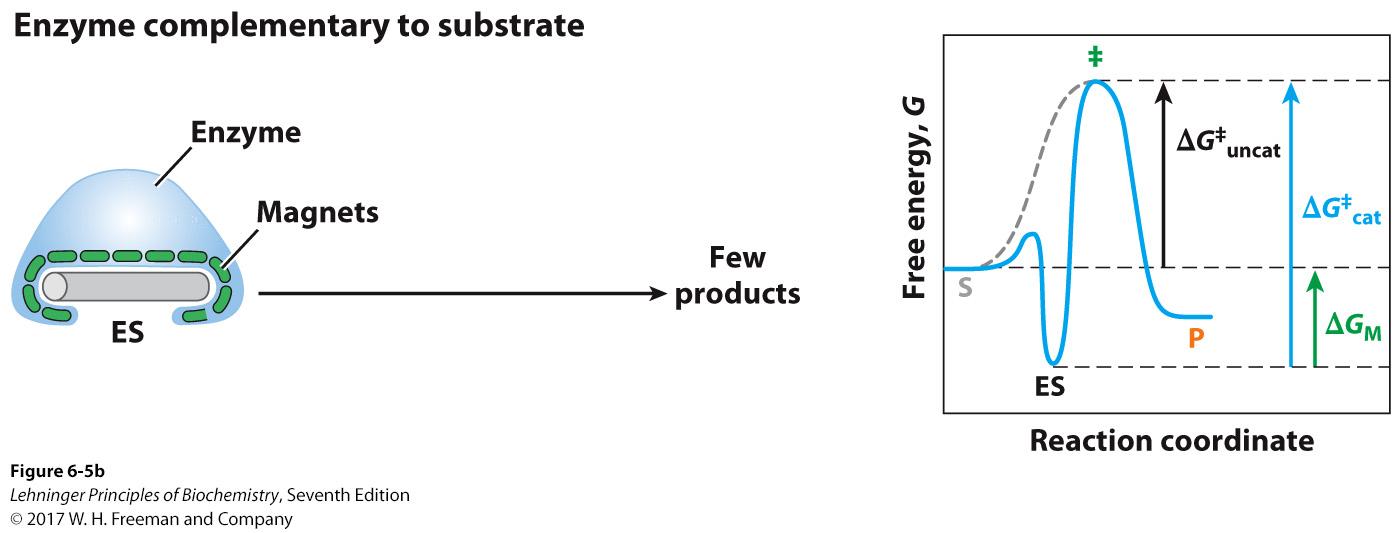 Enzyme complementary to substrate
Enzyme
Magnets
ES
Few
products
Free energy, G
‡
ΔG‡uncat
ΔG‡cat
S
ΔGM
P
ES
Reaction coordinate
Figure 6-5b
Lehninger Principles of Biochemistry, Seventh Edition
© 2017 W. H. Freeman and Company